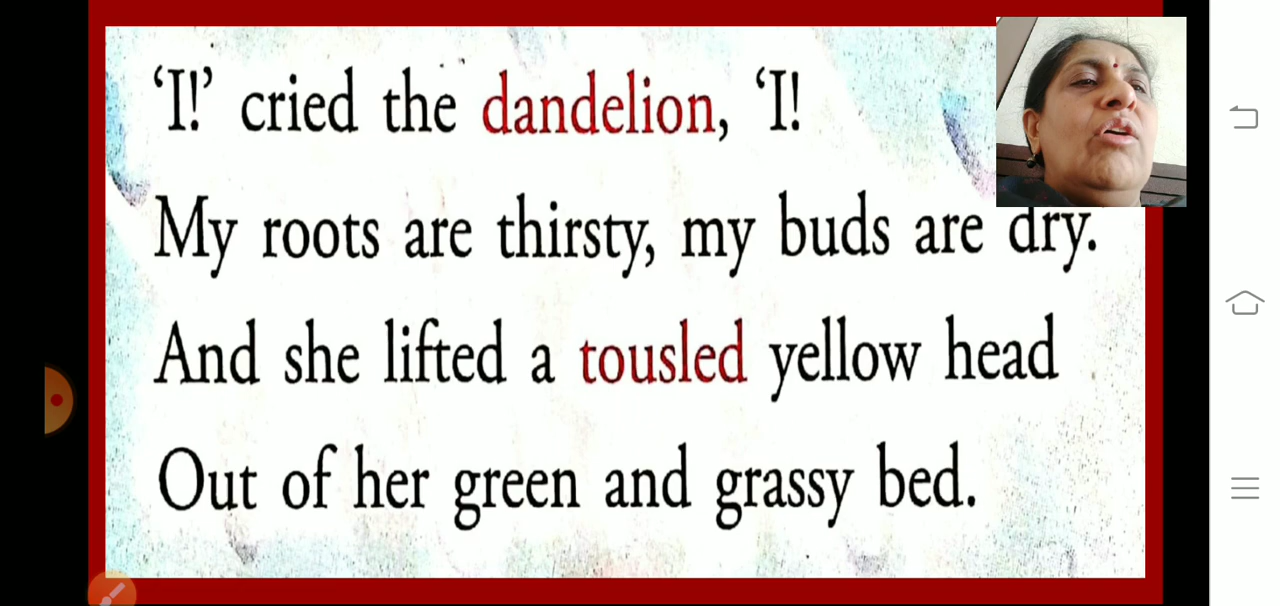 ‘I!’ cried the dandelion, ‘I!
My roots are thirsty, my buds are dry.
And she lifted a tousled yellow head
Out of her green and grassy bed.